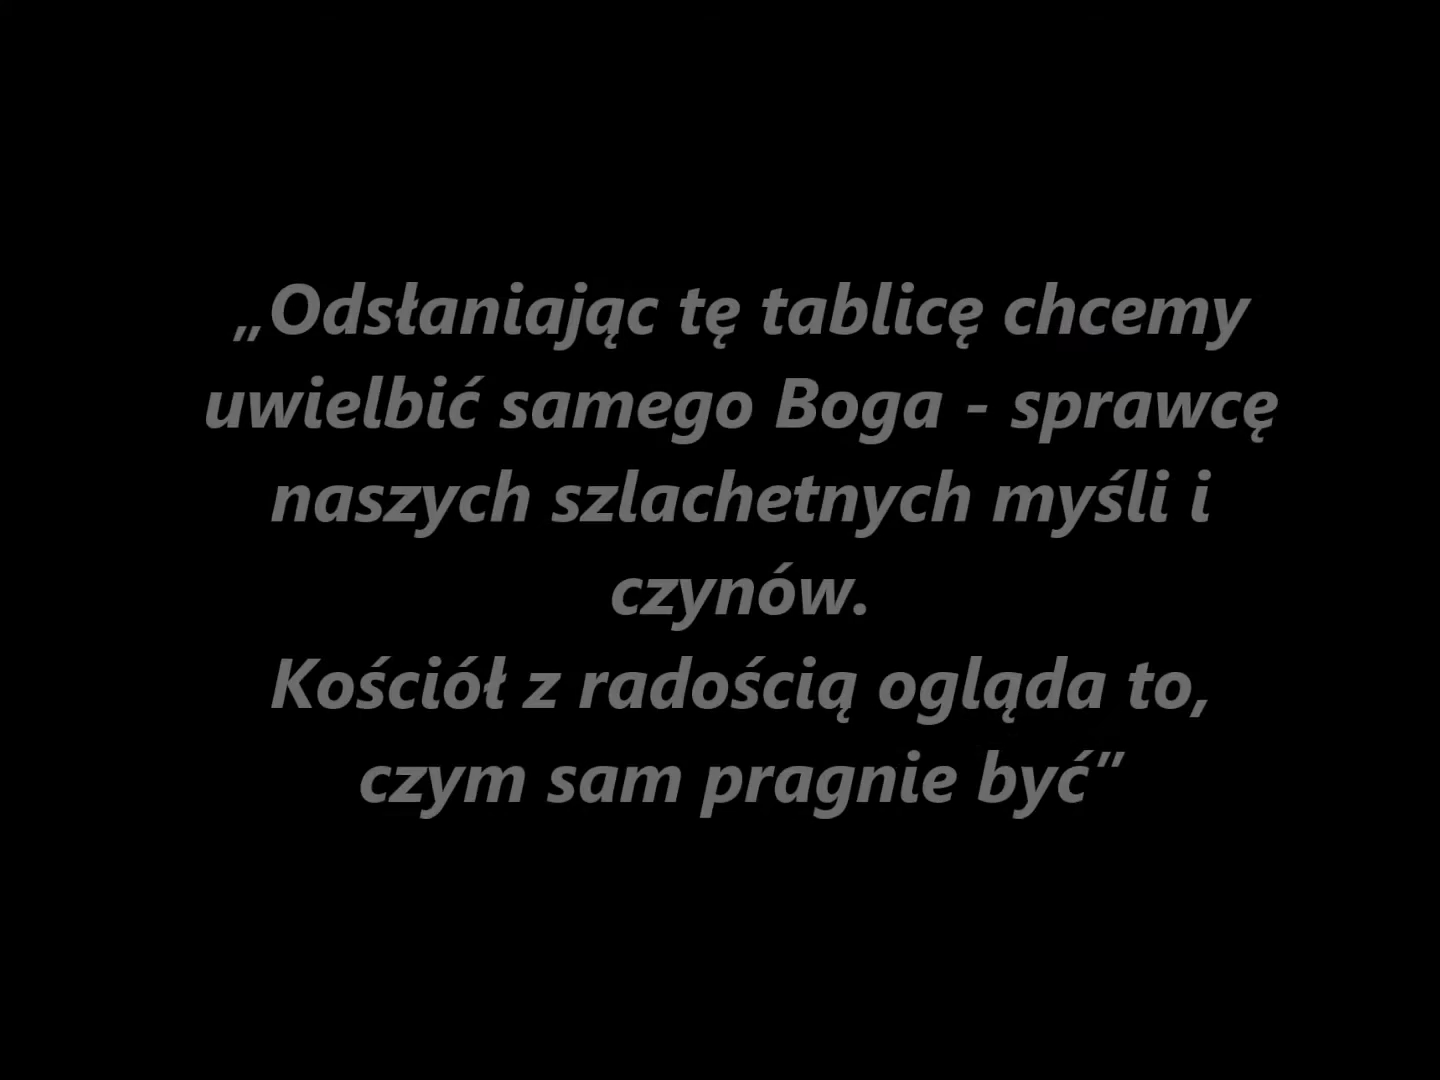 „Odsłaniając tę tablicę chcemy
uwielbić samego Boga - sprawcę
naszych szlachetnych myśli i
czynów.
Kościół z radością ogląda to,
czym sam pragnie być”